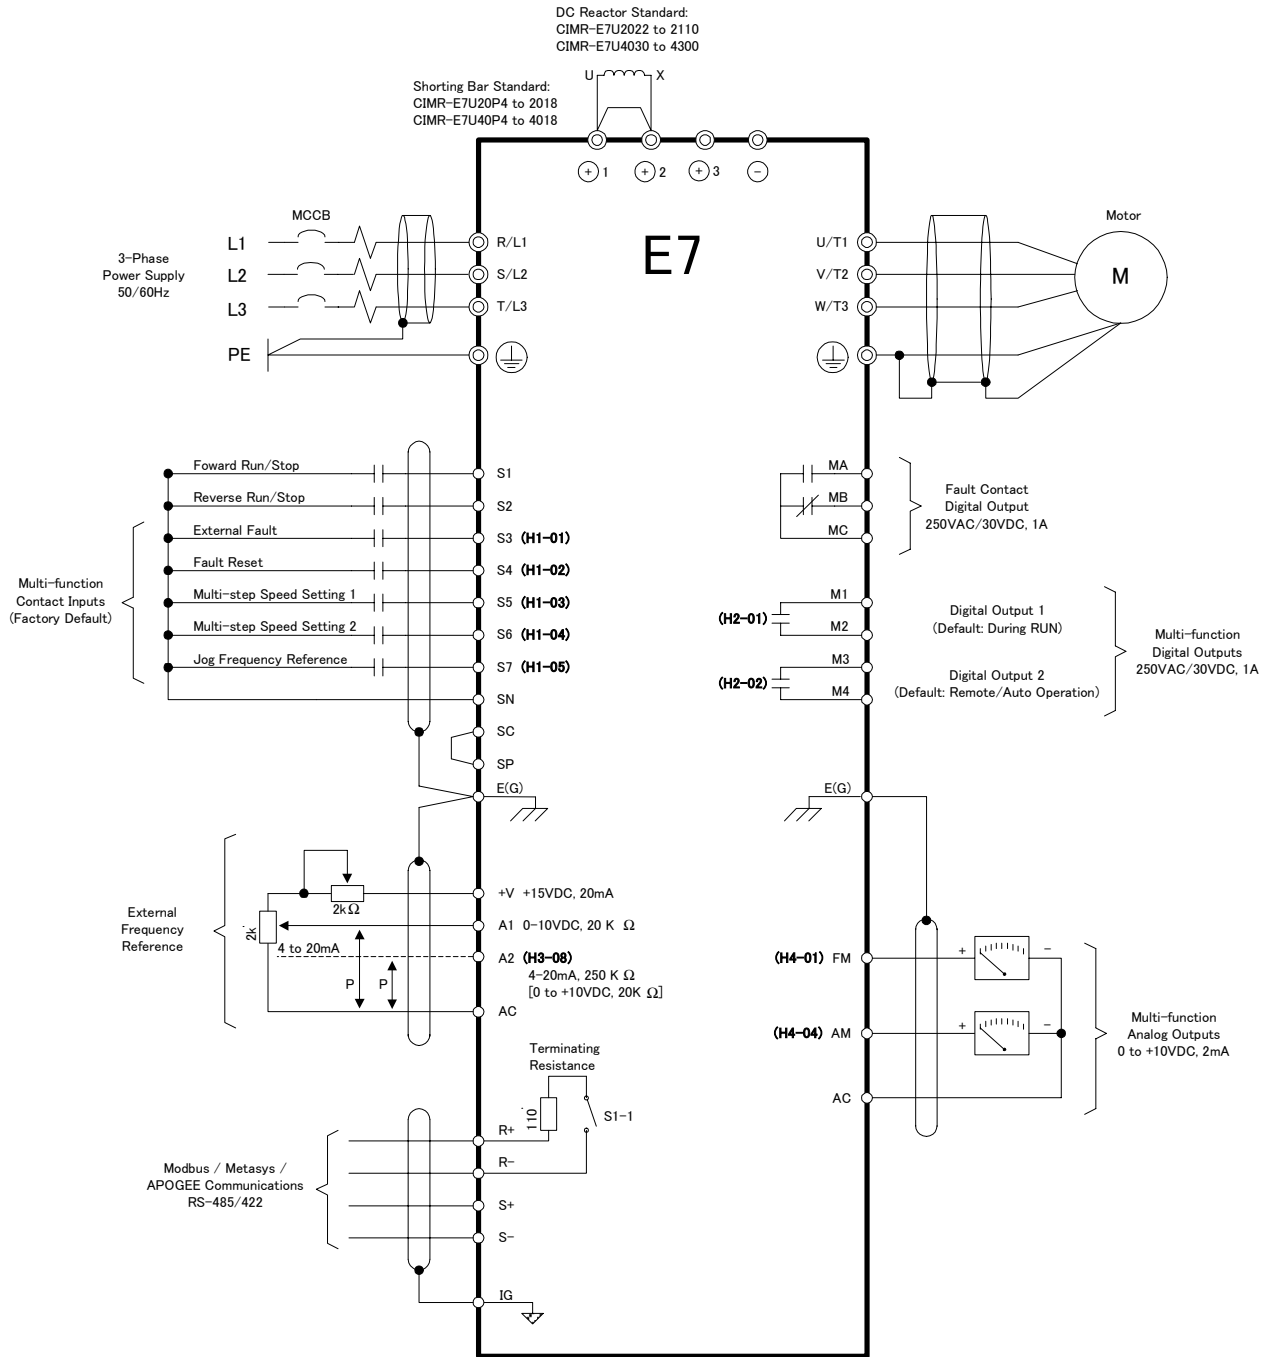 DC Reactor Standard:
CIMR-E7U2022 to 2110
CIMR-E7U4030 to 4300
U X
Shorting Bar Standard:
CIMR-E7U20P4 to 2018
CIMR-E7U40P4 to 4018
+ 1
+ 2
+ 3
−
E7
3-Phase
Power Supply
50/60Hz
MCCB
L1
L2
L3
PE
R/L1
S/L2
T/L3
U/T1
V/T2
W/T3
Motor
M
Multi-function
Contact Inputs
(Factory Default)
Foward Run/Stop
Reverse Run/Stop
External Fault
Fault Reset
Multi-step Speed Setting 1
Multi-step Speed Setting 2
Jog Frequency Reference
S1
S2
S3 (H1-01)
S4 (H1-02)
S5 (H1-03)
S6 (H1-04)
S7 (H1-05)
SN
SC
SP
E(G)
MA
MB
MC
Fault Contact
Digital Output
250VAC/30VDC, 1A
(H2-01)
M1
M2
Digital Output 1
(Default: During RUN)
(H2-02)
M3
M4
Digital Output 2
(Default: Remote/Auto Operation)
Multi-function
Digital Outputs
250VAC/30VDC, 1A
E(G)
External
Frequency
Reference
2kΩ
2k
4 to 20mA
P P
+V +15VDC, 20mA
A1 0-10VDC, 20 K Ω
A2 (H3-08)
4-20mA, 250 K Ω
[0 to +10VDC, 20K Ω]
AC
(H4-01) FM
+ −
(H4-04) AM
+ −
AC
Multi-function
Analog Outputs
0 to +10VDC, 2mA
Terminating
Resistance
110
S1-1
Modbus / Metasys /
APOGEE Communications
RS-485/422
R+
R-
S+
S-
IG